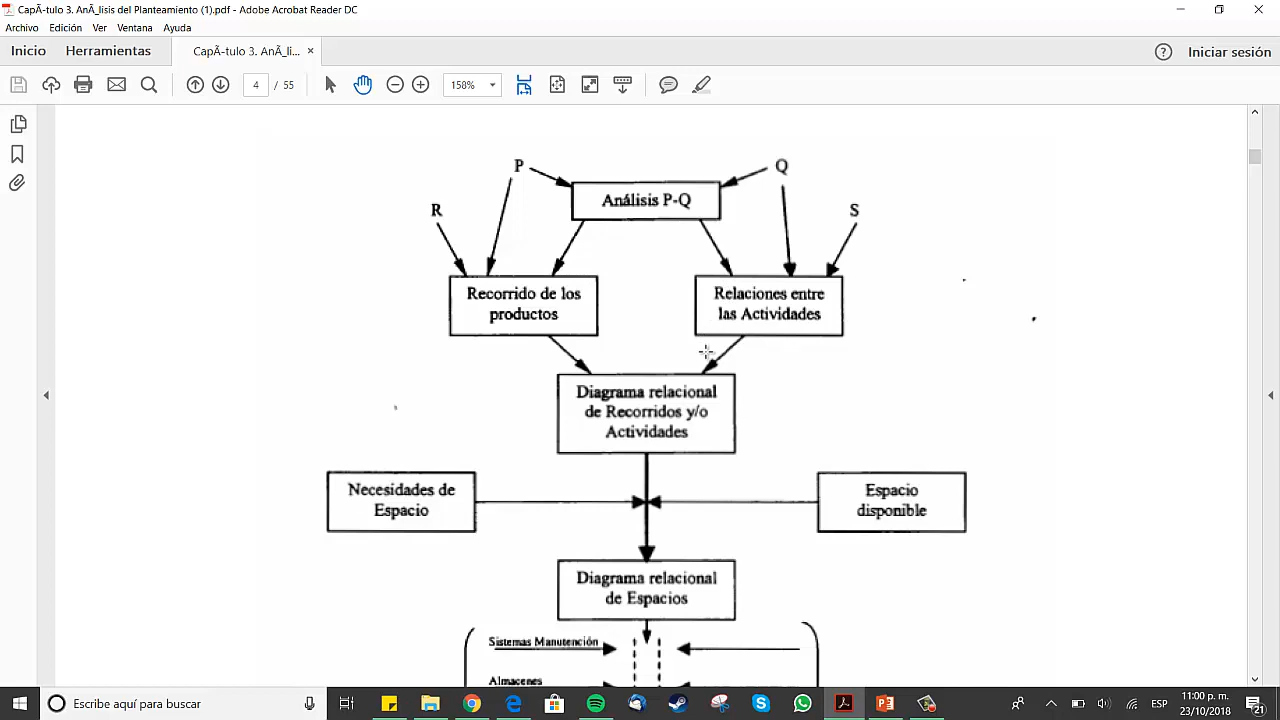 CapÃ-tulo 3. AnÃ_lisis del Planteamiento (1).pdf - Adobe Acrobat Reader DC
Archivo Edición Ver Ventana Ayuda
Inicio Herramientas CapÃ-tulo 3. AnÃ_li... × Iniciar sesión
4 / 55 158%
P Q
Análisis P-Q
R S
Recorrido de los
productos
Relaciones entre
las Actividades
Diagrama relacional
de Recorridos y/o
Actividades
Necesidades de
Espacio
Espacio
disponible
Diagrama relacional
de Espacios
Sistemas Manutención
Almacenes
Escribe aquí para buscar
ESP
11:00 p. m.
23/10/2018
21